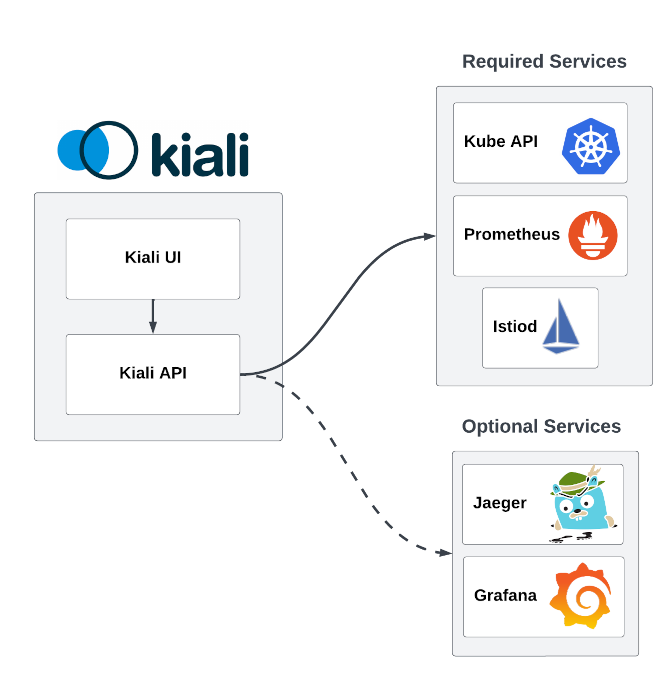 kiali
Kiali UI
Kiali API
Required Services
Kube API
Prometheus
Istiod
Optional Services
Jaeger
Grafana